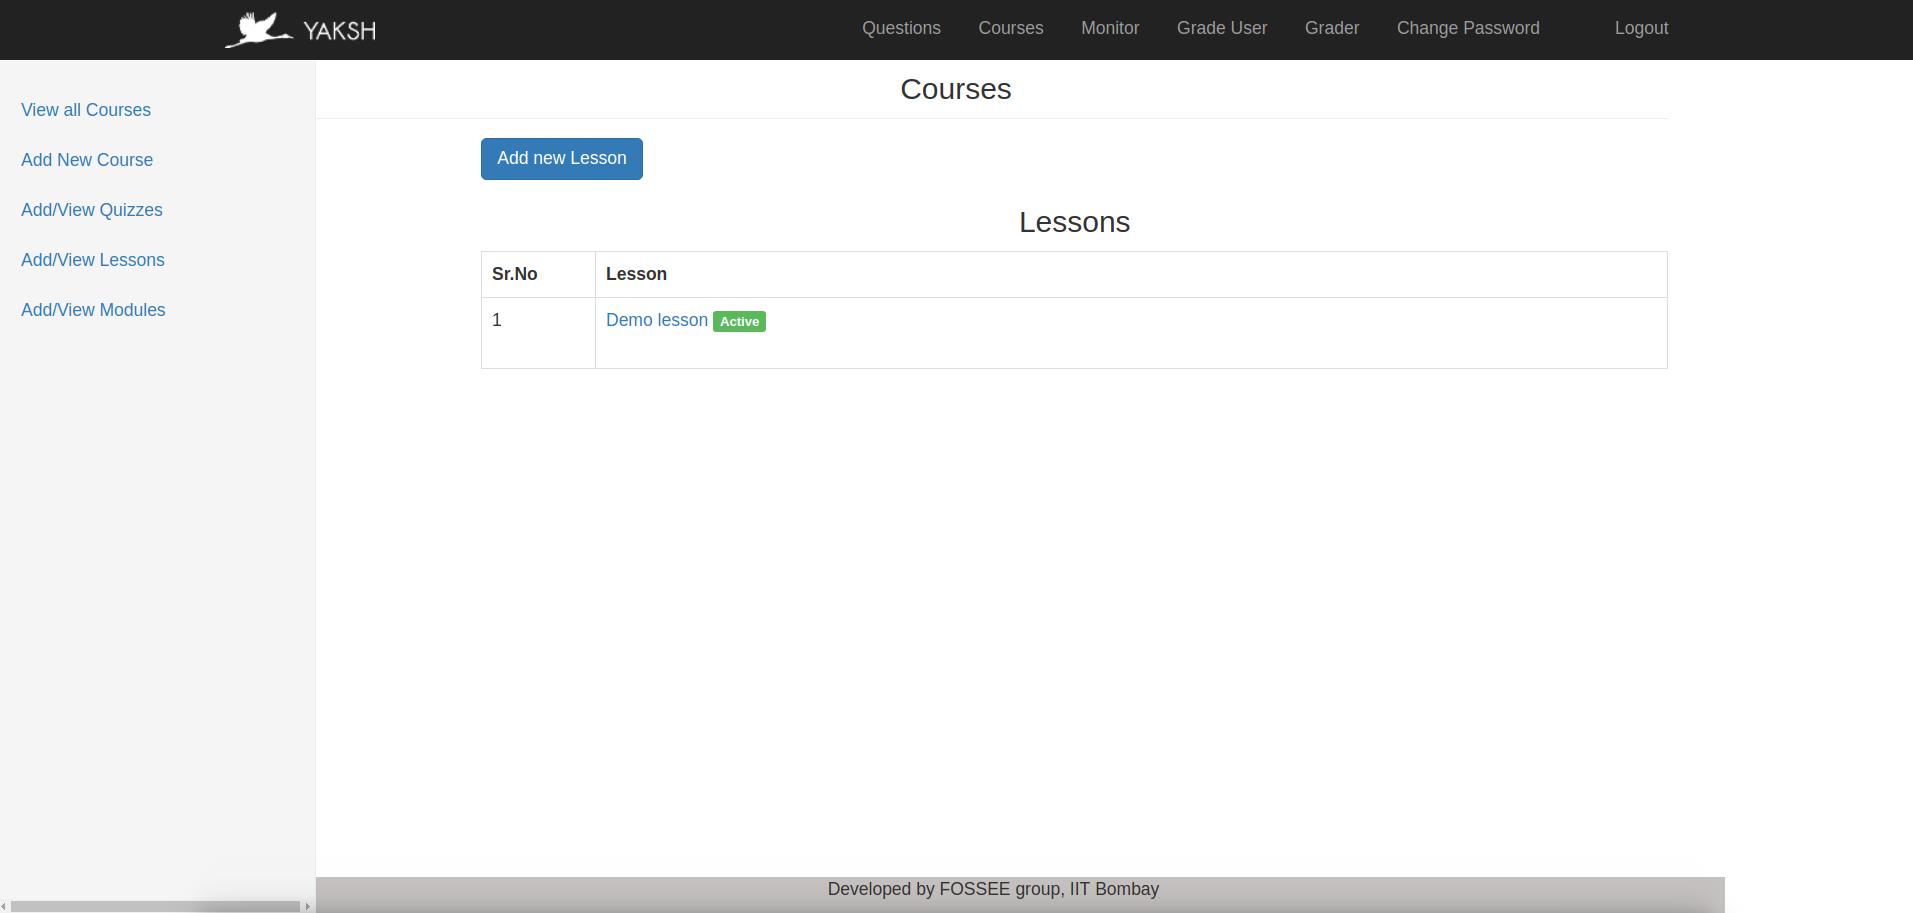 YAKSH
Questions Courses Monitor Grade User Grader Change Password Logout
View all Courses
Add New Course
Add/View Quizzes
Add/View Lessons
Add/View Modules
Courses
Add new Lesson
Lessons
Sr.No Lesson
1 Demo lesson Active
Developed by FOSSEE group, IIT Bombay